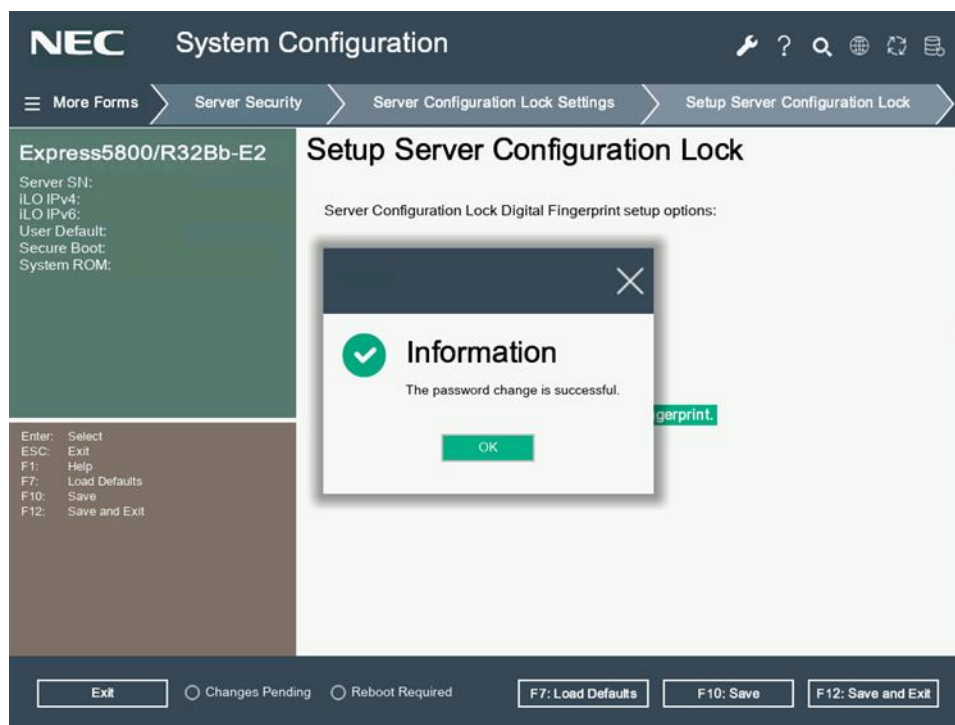 NEC System Configuration
More Forms Server Security Server Configuration Lock Settings Setup Server Configuration Lock
Express5800/R32Bb-E2
Server SN:
iLO IPv4:
iLO IPv6:
User Default:
Secure Boot:
System ROM:
Enter: Select
ESC: Exit
F1: Help
F7: Load Defaults
F10: Save
F12: Save and Exit
Setup Server Configuration Lock
Server Configuration Lock Digital Fingerprint setup options:
Information
The password change is successful.
gerprint.
OK
Exit Changes Pending Reboot Required F7: Load Defaults F10: Save F12: Save and Exit